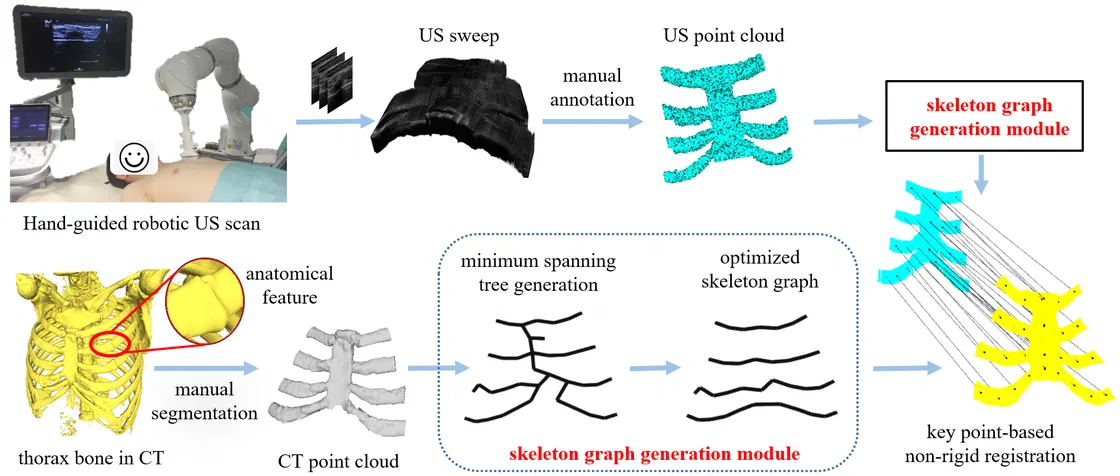 US sweep
US point cloud
manual
annotation
skeleton graph
generation module
Hand-guided robotic US scan
anatomical
feature
minimum spanning
tree generation
optimized
skeleton graph
manual
segmentation
thorax bone in CT
CT point cloud
skeleton graph generation module
key point-based
non-rigid registration